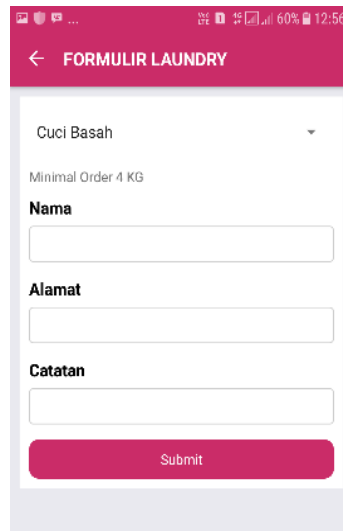 60% 12:56
FORMULIR LAUNDRY
Cuci Basah
Minimal Order 4 KG
Nama
Alamat
Catatan
Submit